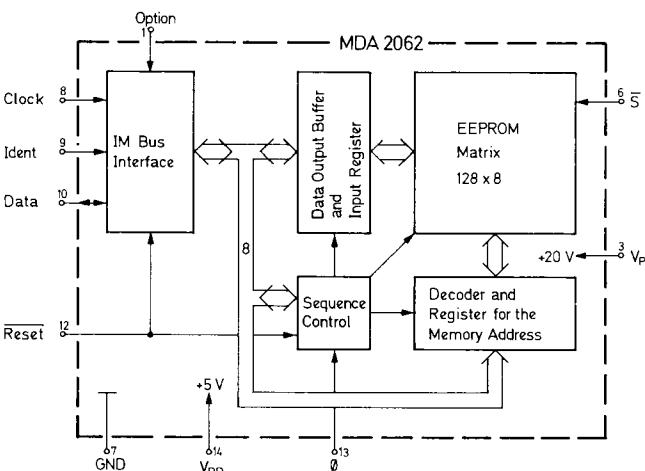 Option
1
MDA 2062
Clock
8
Ident
9
Data
10
IM Bus
Interface
Data Output Buffer
and
Input Register
EEPROM
Matrix
128 x 8
6
S̅
8
+20 V
3
Vp
Sequence
Control
Decoder and
Register for the
Memory Address
R̅e̅s̅e̅t̅
12
+5 V
7
GND
14
V
13
Ø